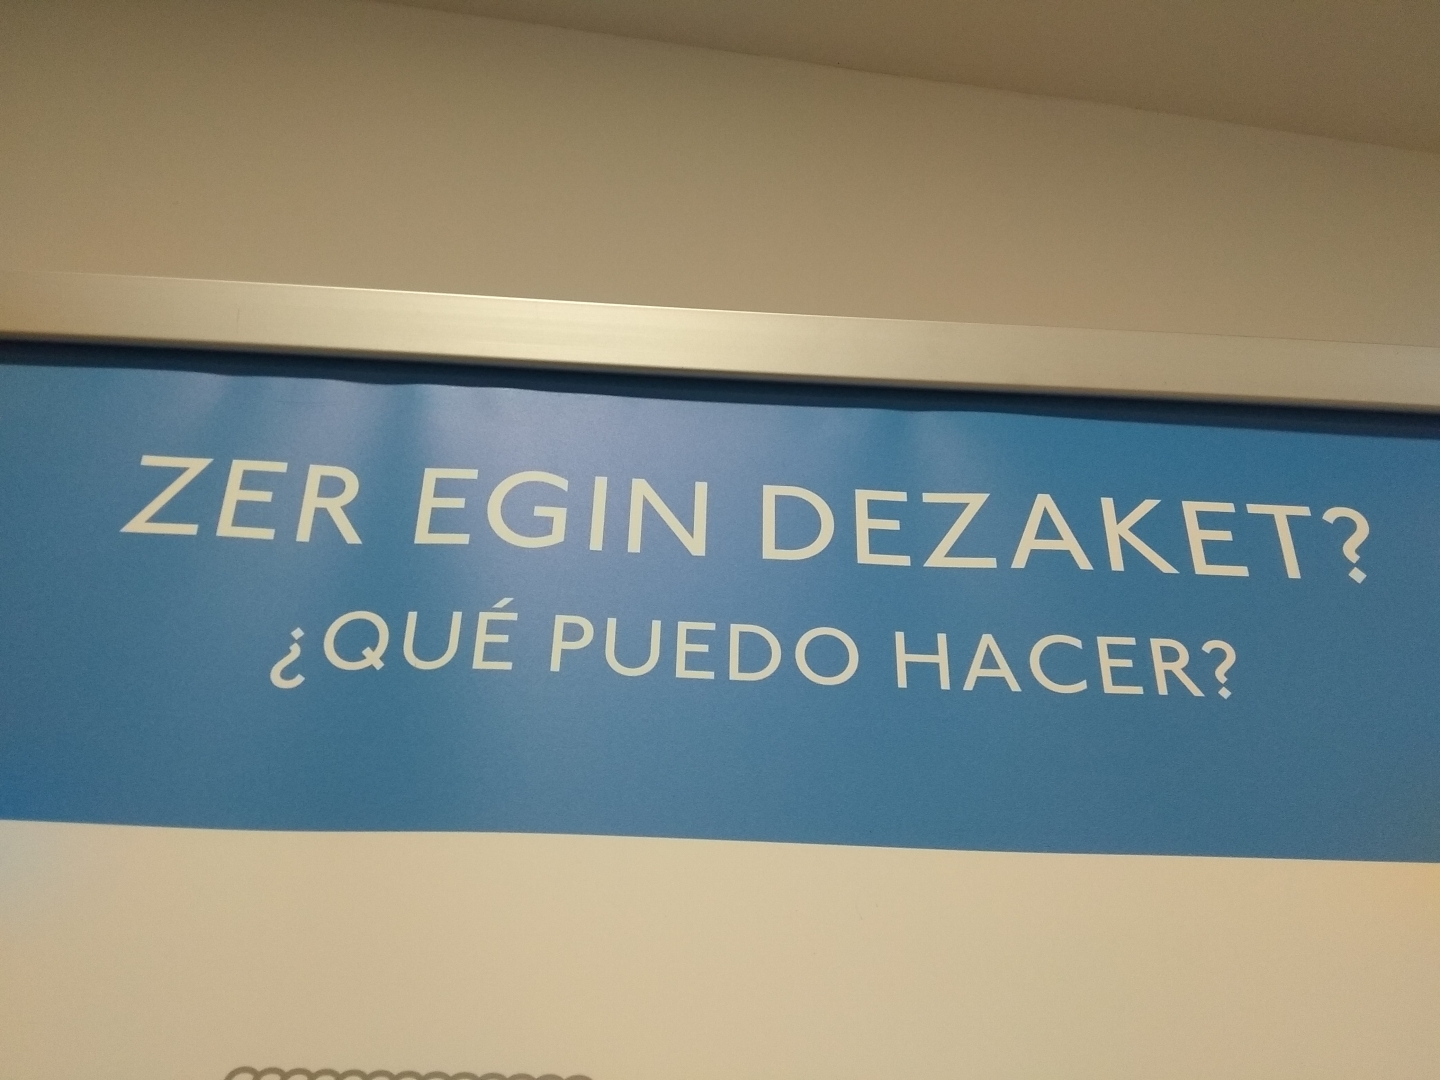 ZER EGIN DEZAKET?
¿QUÉ PUEDO HACER?